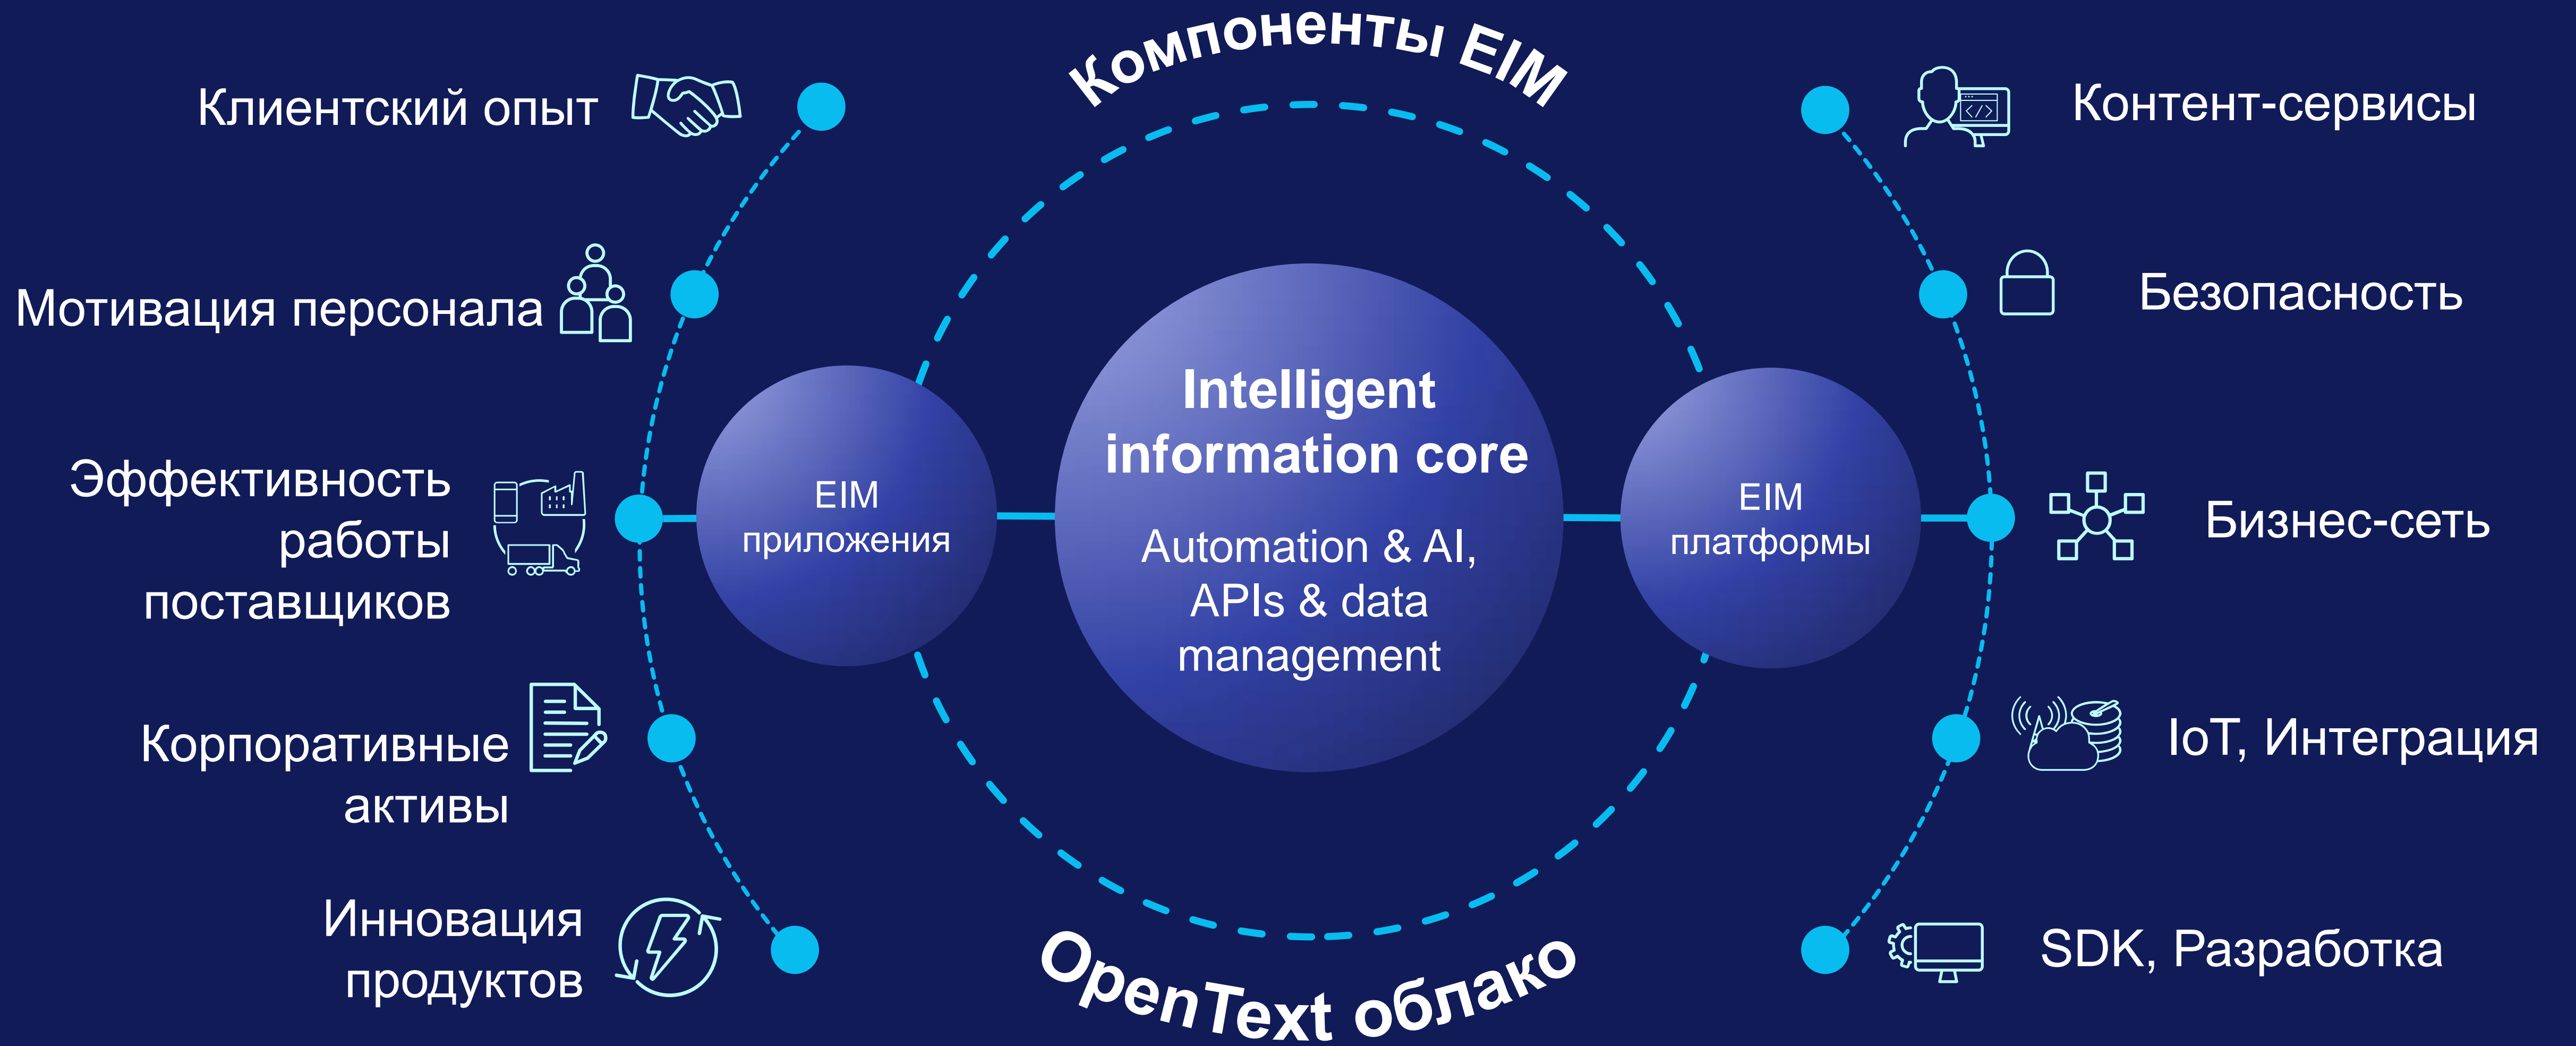 Компоненты EIM
Клиентский опыт
Мотивация персонала
Эффективность
работы
поставщиков
Корпоративные
активы
Инновация
продуктов
EIM
приложения
Intelligent
information core
Automation & AI,
APIs & data
management
EIM
платформы
Контент-сервисы
Безопасность
Бизнес-сеть
IoT, Интеграция
SDK, Разработка
OpenText облако